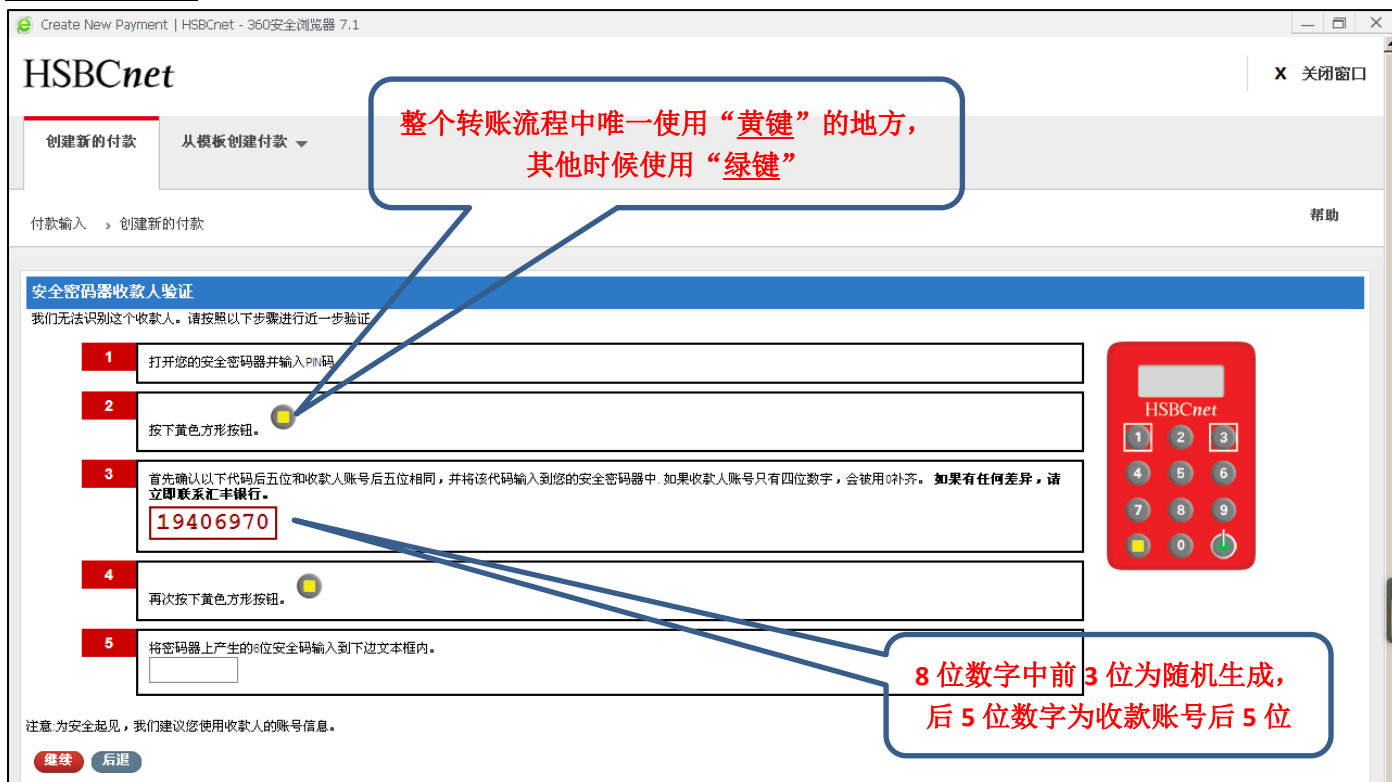 Create New Payment | HSBCnet - 360安全浏览器 7.1
HSBCnet
X 关闭窗口
整个转账流程中唯一使用“黄键”的地方，
其他时候使用“绿键”
创建新的付款
从模板创建付款
付款输入 › 创建新的付款
帮助
安全密码器收款人验证
我们无法识别这个收款人。请按照以下步骤进行近一步验证
1
打开您的安全密码器并输入PIN码
2
按下黄色方形按钮。
3
首先确认以下代码后五位和收款人账号后五位相同，并将该代码输入到您的安全密码器中.如果收款人账号只有四位数字，会被用0补齐。如果有任何差异，请
立即联系汇丰银行。
19406970
4
再次按下黄色方形按钮。
5
将密码器上产生的6位安全码输入到下边文本框内。
HSBCnet
1 2 3
4 5 6
7 8 9
0
8 位数字中前 3 位为随机生成，
后 5 位数字为收款账号后 5 位
注意:为安全起见，我们建议您使用收款人的账号信息。
继续 后退